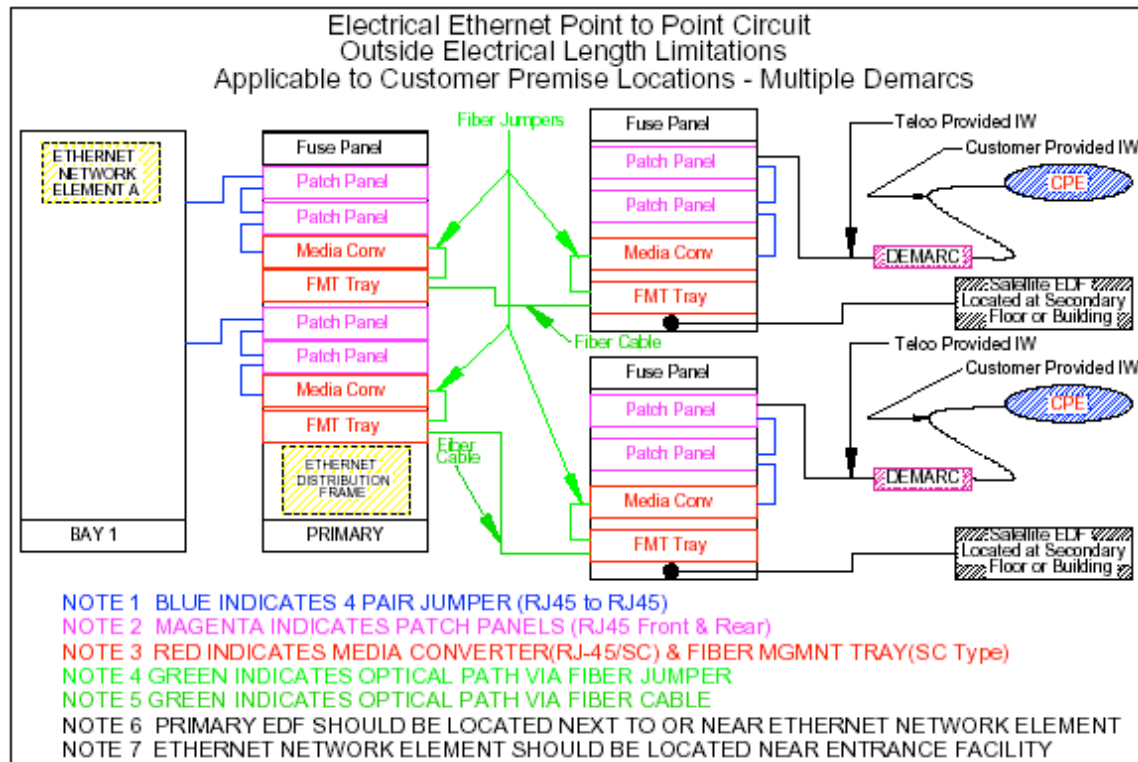 Electrical Ethernet Point to Point Circuit
Outside Electrical Length Limitations
Applicable to Customer Premise Locations - Multiple Demarcs
ETHERNET
NETWORK
ELEMENT A
BAY 1
Fuse Panel
Patch Panel
Patch Panel
Media Conv
FMT Tray
Patch Panel
Patch Panel
Media Conv
FMT Tray
ETHERNET
DISTRIBUTION
FRAME
PRIMARY
Fiber Jumpers
Fiber Cable
Fiber
Cable
Fuse Panel
Patch Panel
Patch Panel
Media Conv
FMT Tray
Telco Provided IW
Customer Provided IW
CPE
DEMARC
Satellite EDF
Located at Secondary
Floor or Building
Fuse Panel
Patch Panel
Patch Panel
Media Conv
FMT Tray
Telco Provided IW
Customer Provided IW
CPE
DEMARC
Satellite EDF
Located at Secondary
Floor or Building
NOTE 1 BLUE INDICATES 4 PAIR JUMPER (RJ45 to RJ45)
NOTE 2 MAGENTA INDICATES PATCH PANELS (RJ45 Front & Rear)
NOTE 3 RED INDICATES MEDIA CONVERTER(RJ-45/SC) & FIBER MGMNT TRAY(SC Type)
NOTE 4 GREEN INDICATES OPTICAL PATH VIA FIBER JUMPER
NOTE 5 GREEN INDICATES OPTICAL PATH VIA FIBER CABLE
NOTE 6 PRIMARY EDF SHOULD BE LOCATED NEXT TO OR NEAR ETHERNET NETWORK ELEMENT
NOTE 7 ETHERNET NETWORK ELEMENT SHOULD BE LOCATED NEAR ENTRANCE FACILITY